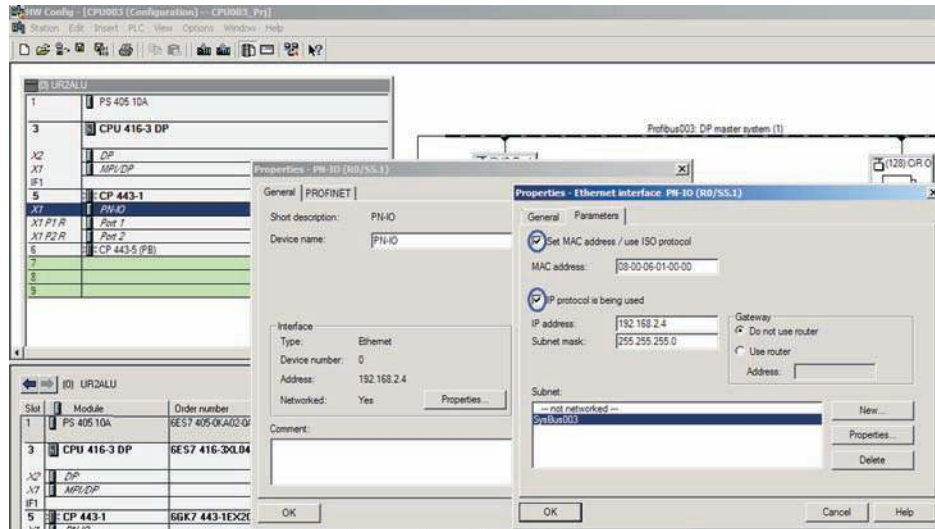 HW Config - [CPU003 (Configuration) -- CPU003_Prj]
Station Edit Insert PLC View Options Window Help
(0) UR2ALU
1 PS 405 10A
3 CPU 416-3 DP
X2 DP
X1 MPI/DP
IF1
5 CP 443-1
X1 PN-IO
X1 P1 R Port 1
X1 P2 R Port 2
6 CP 443-5 (PB)
7
8
9
Profibus003: DP master system (1)
(128) OR O
Properties - PN-IO (R0/S5.1)
General PROFINET
Short description: PN-IO
Device name: PN-IO
Interface
Type: Ethernet
Device number: 0
Address: 192.168.2.4
Networked: Yes
Properties...
Comment:
OK
Properties - Ethernet interface PN-IO (R0/S5.1)
General Parameters
Set MAC address / use ISO protocol
MAC address: 08-00-06-01-00-00
IP protocol is being used
IP address: 192.168.2.4
Subnet mask: 255.255.255.0
Gateway
Do not use router
Use router
Address:
Subnet:
--- not networked ---
SysBus003
New...
Properties...
Delete
OK Cancel Help
(0) UR2ALU
Slot Module Order number
1 PS 405 10A 6ES7 405-0KA02-0A
3 CPU 416-3 DP 6ES7 416-3XL04
X2 DP
X1 MPI/DP
IF1
5 CP 443-1 6GK7 443-1EX2